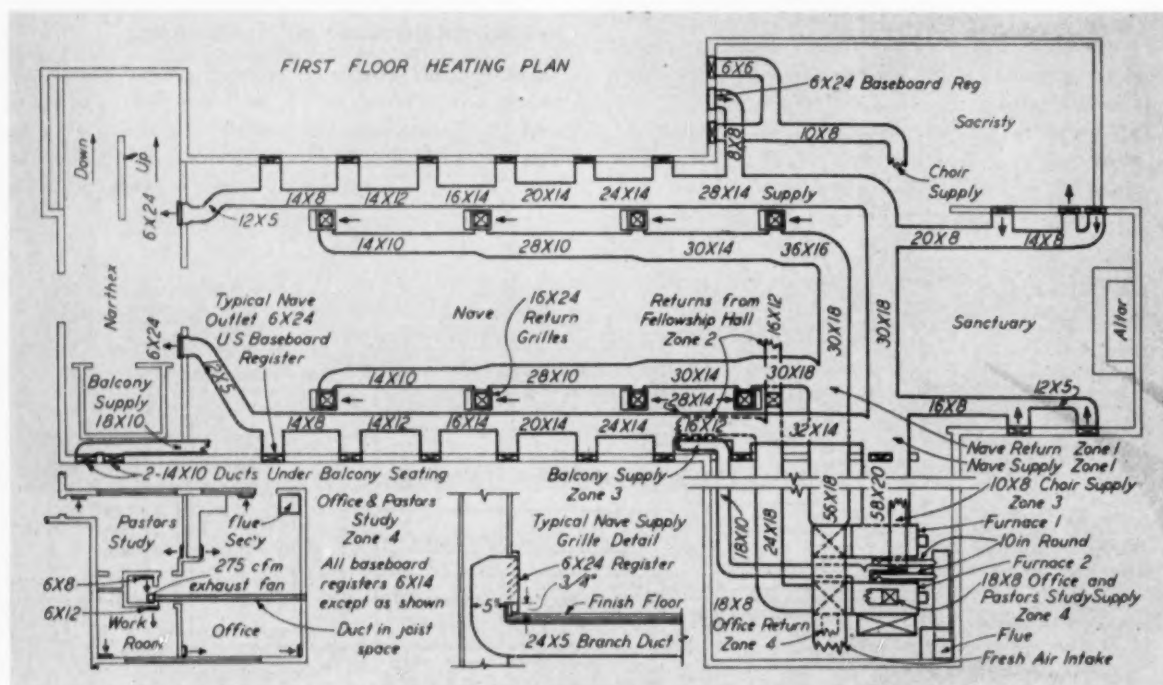 FIRST FLOOR HEATING PLAN
6X6
6X24 Baseboard Reg
Sacristy
10X8
8X8
Choir
Supply
Down
Up
6X24
12X5
14X8
14X12
16X14
20X14
24X14
28X14
Supply
20X8
14X8
14X10
28X10
30X14
36X16
Narthex
Typical Nave
Outlet 6X24
U S Baseboard
Register
Nave
16X24
Return
Grilles
Returns from
Fellowship Hall
Zone 2
16X12
30X18
30X18
Sanctuary
Altar
6X24
12X5
14X10
28X10
30X14
30X18
28X14
12X5
16X8
Balcony
Supply
18X10
14X8
14X12
16X14
20X14
24X14
16X12
32X14
Nave Return Zone 1
Nave Supply Zone 1
2-14X10 Ducts Under Balcony Seating
Balcony Supply
Zone 3
10X8 Choir Supply
Zone 3
Pastors
Study
flue
Sec'y
Office & Pastors
Study
Zone 4
Typical Nave Supply
Grille Detail
18X10
24X18
56X18
58X20
Furnace 1
10in Round
Furnace 2
6X8
275 cfm
exhaust fan
All baseboard
registers 6X14
except as shown
6X24 Register
3/4"
5"
Finish Floor
18X8 Office and
Pastors Study Supply
Zone 4
6X12
Work
Room
Office
Duct in joist
space
24X5 Branch Duct
18X8
Office Return
Zone 4
Flue
Fresh Air Intake